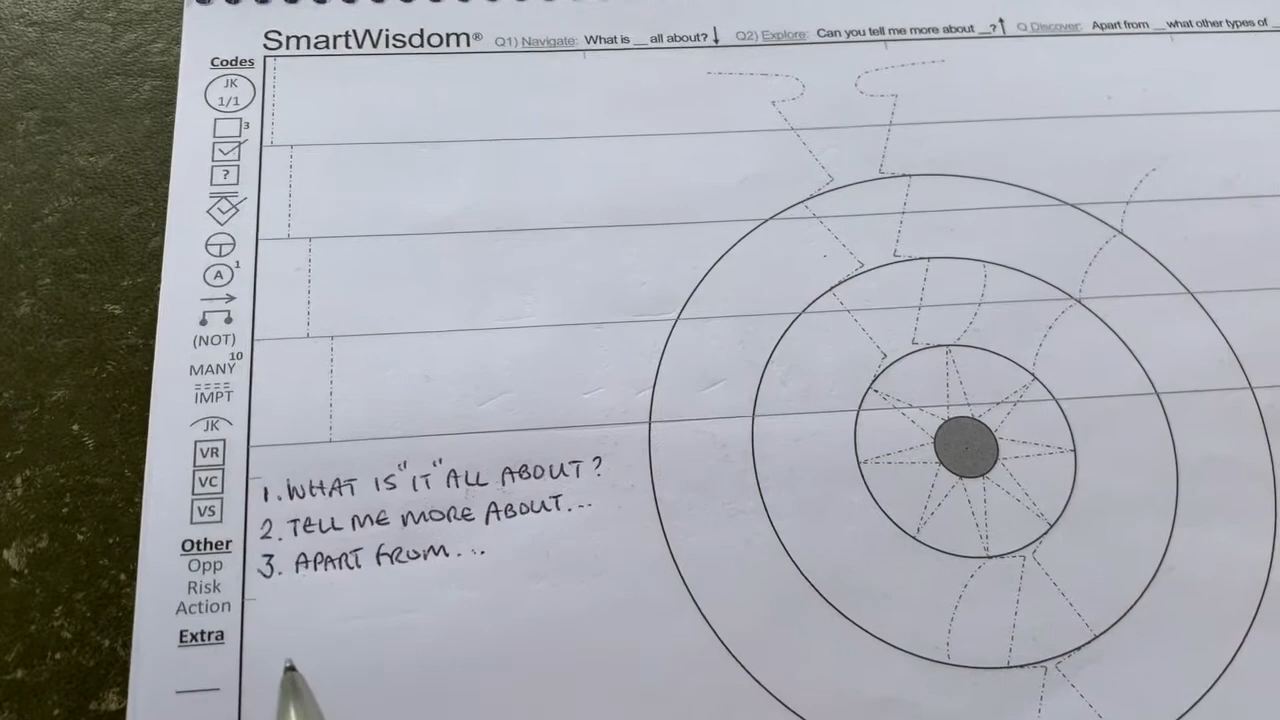 SmartWisdom® Q1) Navigate: What is __ all about?↓ Q2) Explore: Can you tell me more about __?↑ Q Discover: Apart from __ what other types of
Codes
JK
1/1
3
?
A 1
(NOT)
MANY 10
IMPT
JK
VR
VC
VS
Other
Opp
Risk
Action
Extra
1. WHAT IS "IT" ALL ABOUT?
2. TELL ME MORE ABOUT...
3. APART FROM...